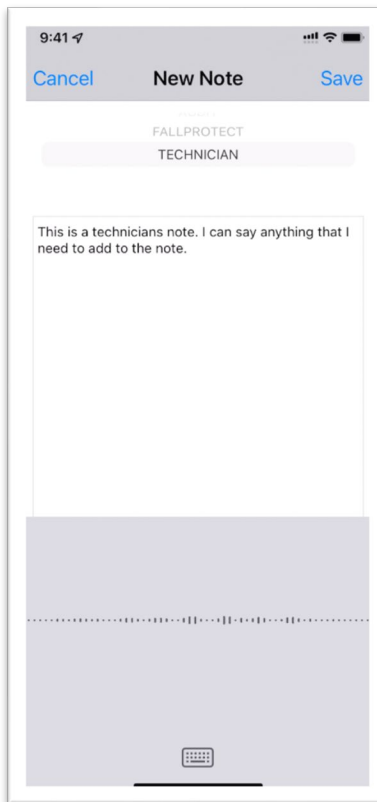 9:41
Cancel New Note Save
FALLPROTECT
TECHNICIAN
This is a technicians note. I can say anything that I
need to add to the note.